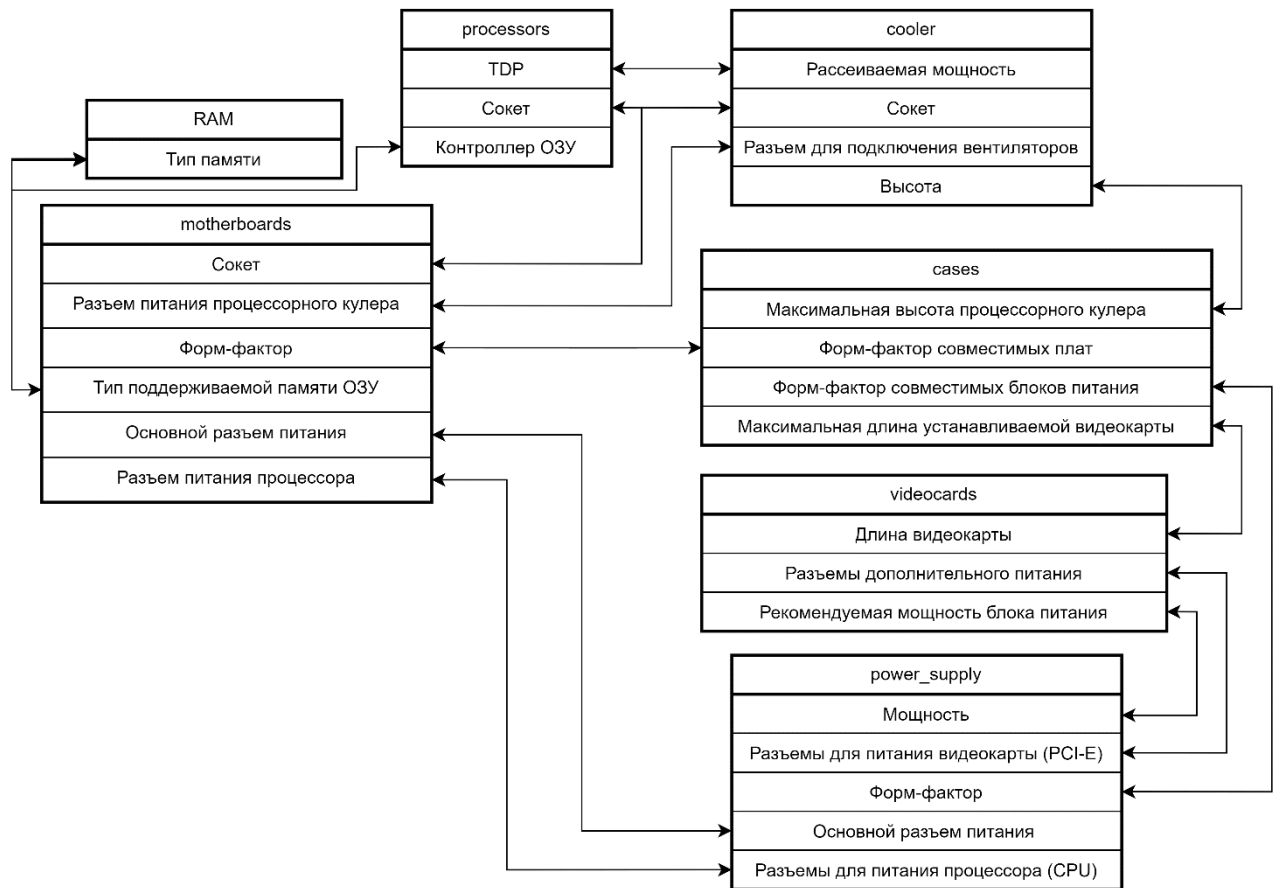 processors
TDP
Сокет
Контроллер ОЗУ
cooler
Рассеиваемая мощность
Сокет
Разъем для подключения вентиляторов
Высота
RAM
Тип памяти
motherboards
Сокет
Разъем питания процессорного кулера
Форм-фактор
Тип поддерживаемой памяти ОЗУ
Основной разъем питания
Разъем питания процессора
cases
Максимальная высота процессорного кулера
Форм-фактор совместимых плат
Форм-фактор совместимых блоков питания
Максимальная длина устанавливаемой видеокарты
videocards
Длина видеокарты
Разъемы дополнительного питания
Рекомендуемая мощность блока питания
power_supply
Мощность
Разъемы для питания видеокарты (PCI-E)
Форм-фактор
Основной разъем питания
Разъемы для питания процессора (CPU)